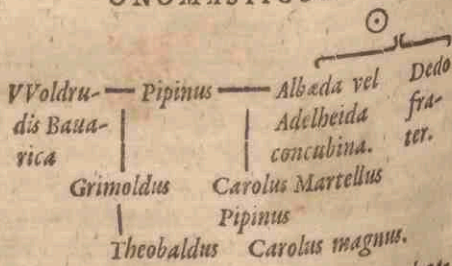 VVoldru- Pipinus Albæda vel Dedo
dis Baua- Adelheida fra-
rica concubina. ter.
Grimoldus Carolus Martellus
Pipinus
Theobaldus Carolus magnus.